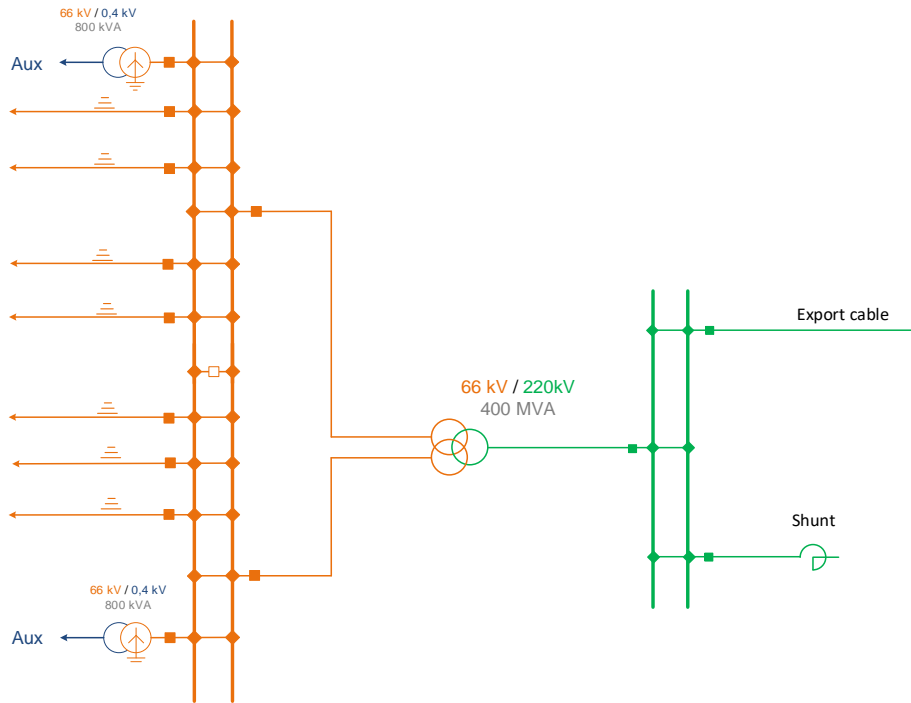 66 kV / 0,4 kV
800 kVA
Aux
Export cable
66 kV / 220kV
400 MVA
Shunt
66 kV / 0,4 kV
800 kVA
Aux